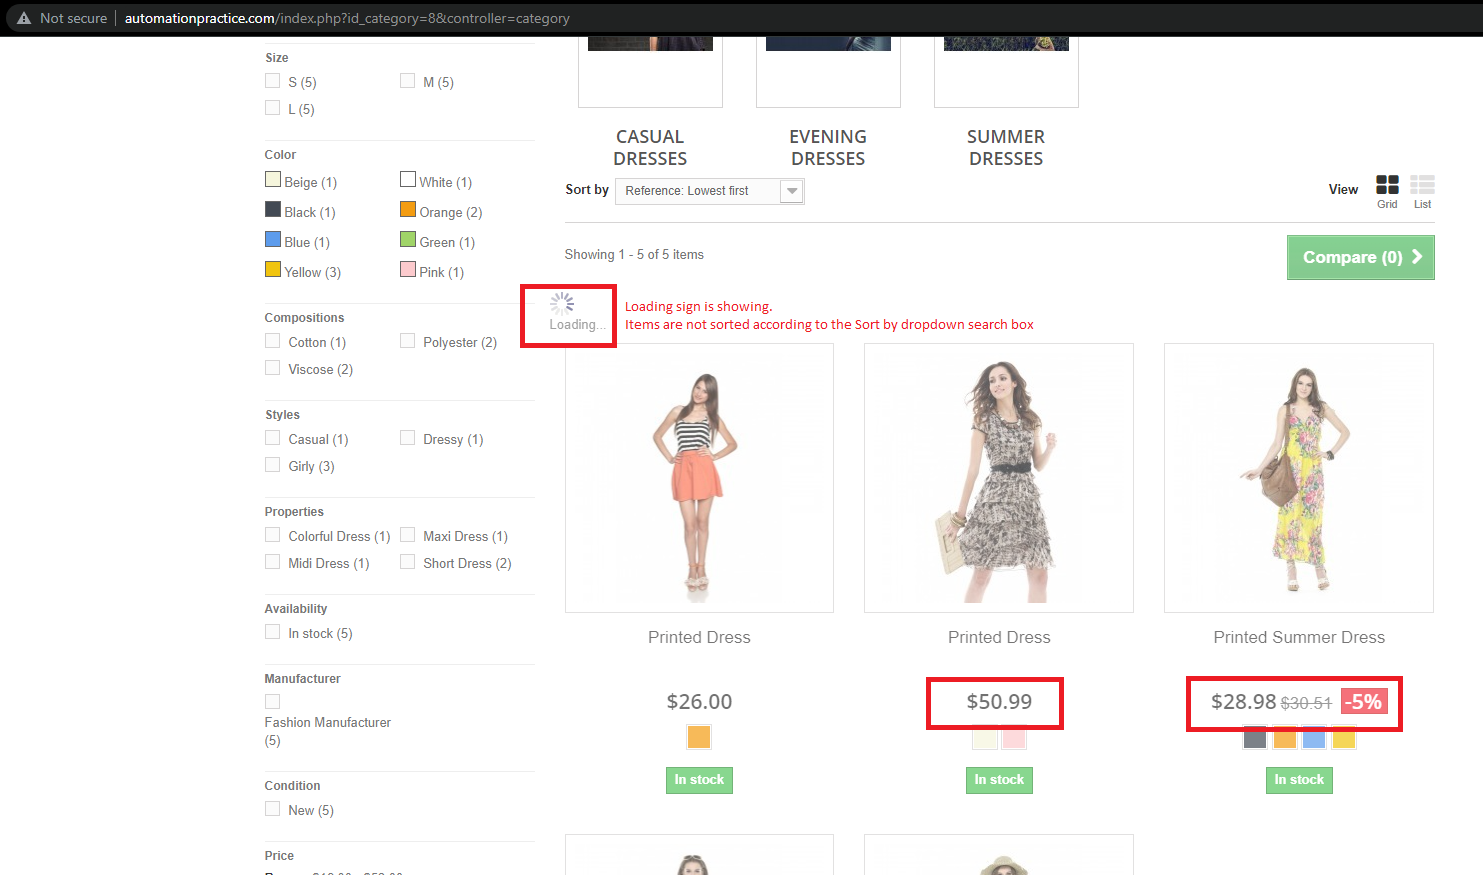 Not secure automationpractice.com/index.php?id_category=8&controller=category
Size
S (5) M (5)
L (5)
Color
Beige (1) White (1)
Black (1) Orange (2)
Blue (1) Green (1)
Yellow (3) Pink (1)
Compositions
Cotton (1) Polyester (2)
Viscose (2)
Styles
Casual (1) Dressy (1)
Girly (3)
Properties
Colorful Dress (1) Maxi Dress (1)
Midi Dress (1) Short Dress (2)
Availability
In stock (5)
Manufacturer
Fashion Manufacturer
(5)
Condition
New (5)
Price
CASUAL
DRESSES
EVENING
DRESSES
SUMMER
DRESSES
Sort by Reference: Lowest first
View
Grid List
Showing 1 - 5 of 5 items
Compare (0)
Loading...
Loading sign is showing.
Items are not sorted according to the Sort by dropdown search box
Printed Dress
$26.00
In stock
Printed Dress
$50.99
In stock
Printed Summer Dress
$28.98 $30.51 -5%
In stock